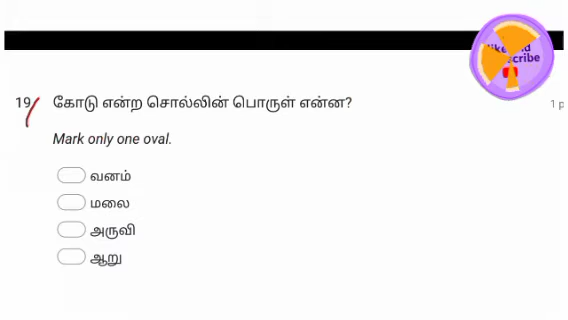 19 கோடு என்ற சொல்லின் பொருள் என்ன?
1 p
Mark only one oval.
வனம்
மலை
அருவி
ஆறு